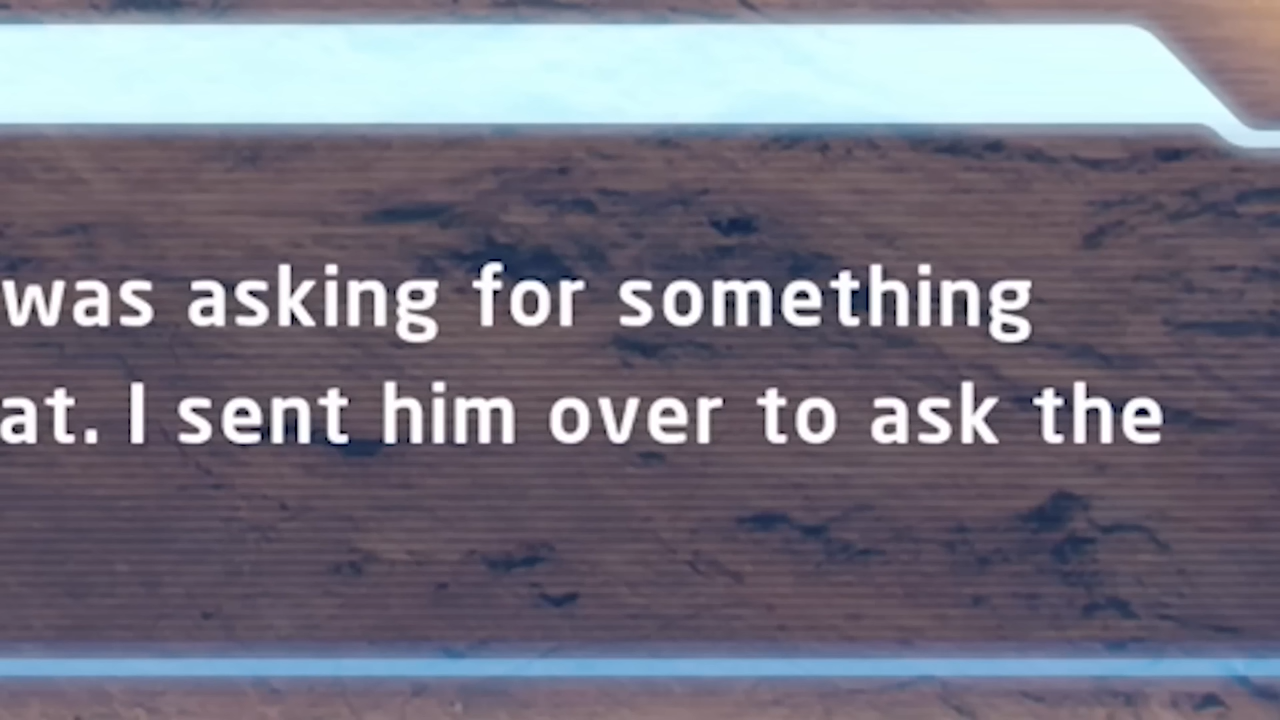 was asking for something
at. I sent him over to ask the